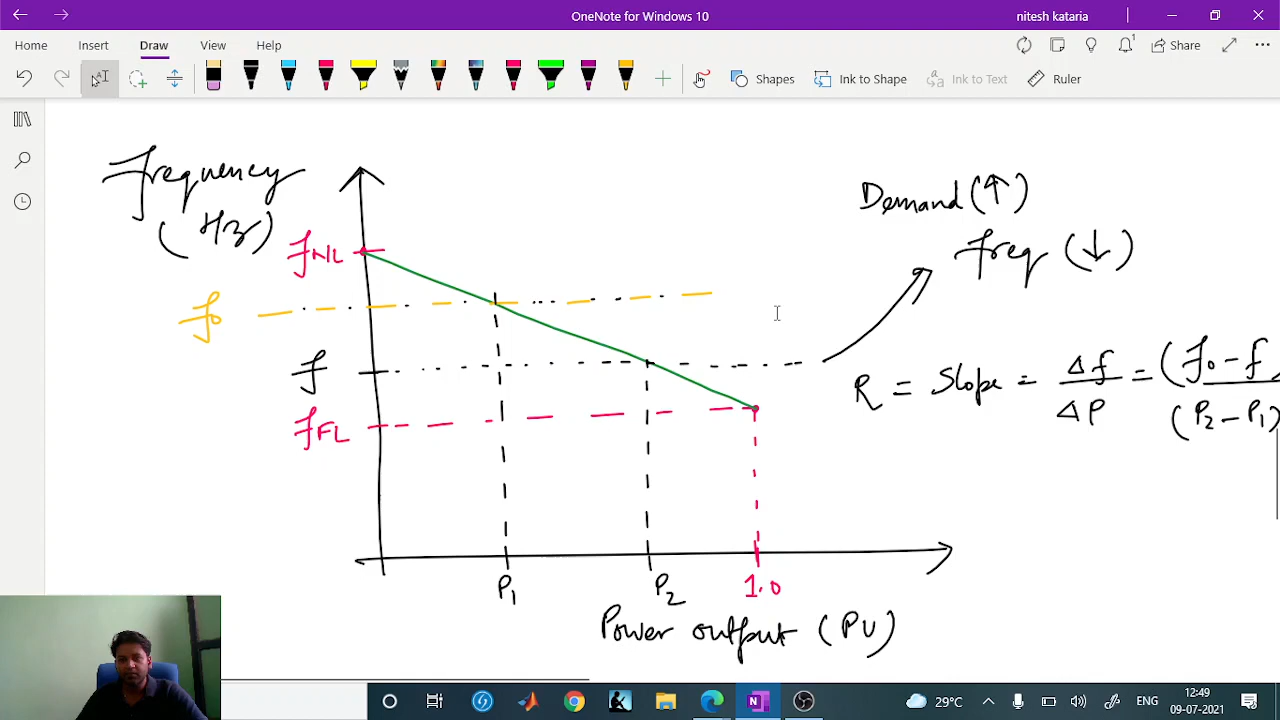 OneNote for Windows 10
nitesh kataria
Home Insert Draw View Help
Share
Shapes
Ink to Shape
Ink to Text
Ruler
Frequency
(Hz)
fNL
f0
f
fFL
P1
P2
1.0
Power output (PU)
Demand (↑)
freq (↓)
R = Slope = Δf/ΔP = (f0 - f/(P2 - P1)
29°C
ENG
12:49
09-07-2021